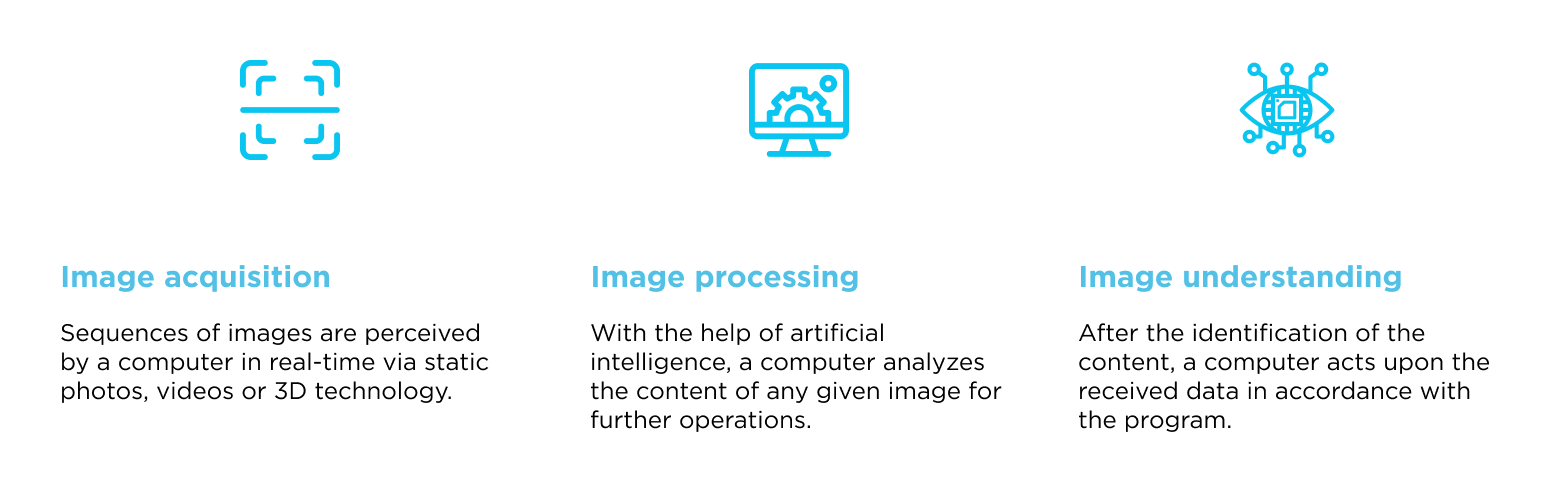 Image acquisition
Sequences of images are perceived
by a computer in real-time via static
photos, videos or 3D technology.
Image processing
With the help of artificial
intelligence, a computer analyzes
the content of any given image for
further operations.
Image understanding
After the identification of the
content, a computer acts upon the
received data in accordance with
the program.